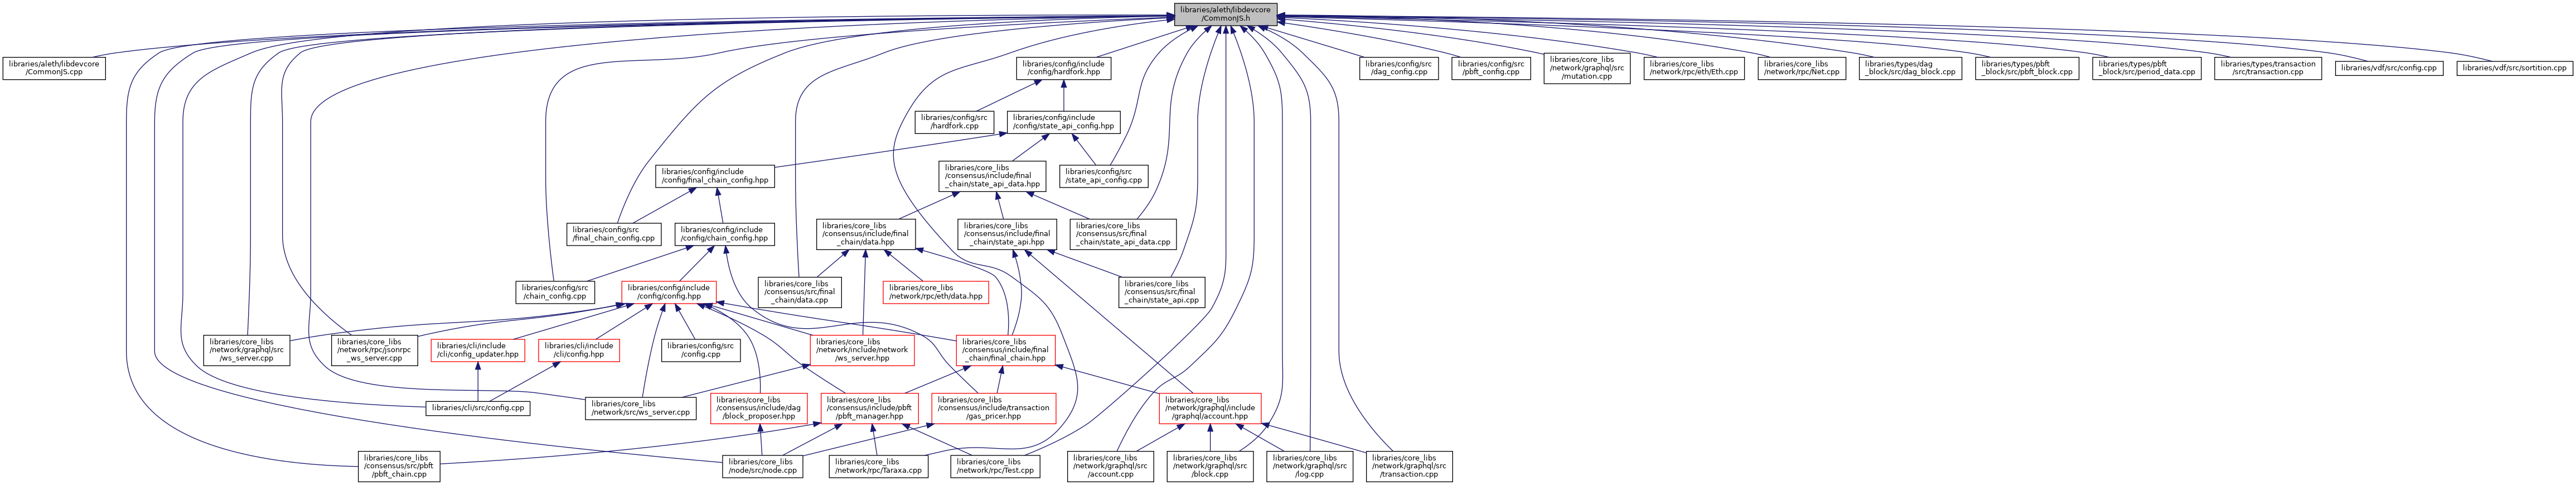 libraries/aleth/libdevcore
/CommonJS.h
libraries/aleth/libdevcore
/CommonJS.cpp
libraries/config/include
/config/hardfork.hpp
libraries/config/src
/dag_config.cpp
libraries/config/src
/pbft_config.cpp
libraries/core_libs
/network/graphql/src
/mutation.cpp
libraries/core_libs
/network/rpc/eth/Eth.cpp
libraries/core_libs
/network/rpc/Net.cpp
libraries/types/dag
_block/src/dag_block.cpp
libraries/types/pbft
_block/src/pbft_block.cpp
libraries/types/pbft
_block/src/period_data.cpp
libraries/types/transaction
/src/transaction.cpp
libraries/vdf/src/config.cpp
libraries/vdf/src/sortition.cpp
libraries/config/src
/hardfork.cpp
libraries/config/include
/config/state_api_config.hpp
libraries/config/include
/config/final_chain_config.hpp
libraries/core_libs
/consensus/include/final
_chain/state_api_data.hpp
libraries/config/src
/state_api_config.cpp
libraries/config/src
/final_chain_config.cpp
libraries/config/include
/config/chain_config.hpp
libraries/core_libs
/consensus/include/final
_chain/data.hpp
libraries/core_libs
/consensus/include/final
_chain/state_api.hpp
libraries/core_libs
/consensus/src/final
_chain/state_api_data.cpp
libraries/config/src
/chain_config.cpp
libraries/config/include
/config/config.hpp
libraries/core_libs
/consensus/src/final
_chain/data.cpp
libraries/core_libs
/network/rpc/eth/data.hpp
libraries/core_libs
/consensus/src/final
_chain/state_api.cpp
libraries/core_libs
/network/graphql/src
/ws_server.cpp
libraries/core_libs
/network/rpc/jsonrpc
_ws_server.cpp
libraries/cli/include
/cli/config_updater.hpp
libraries/cli/include
/cli/config.hpp
libraries/config/src
/config.cpp
libraries/core_libs
/network/include/network
/ws_server.hpp
libraries/core_libs
/consensus/include/final
_chain/final_chain.hpp
libraries/cli/src/config.cpp
libraries/core_libs
/network/src/ws_server.cpp
libraries/core_libs
/consensus/include/dag
/block_proposer.hpp
libraries/core_libs
/consensus/include/pbft
/pbft_manager.hpp
libraries/core_libs
/consensus/include/transaction
/gas_pricer.hpp
libraries/core_libs
/network/graphql/include
/graphql/account.hpp
libraries/core_libs
/consensus/src/pbft
/pbft_chain.cpp
libraries/core_libs
/node/src/node.cpp
libraries/core_libs
/network/rpc/Taraxa.cpp
libraries/core_libs
/network/rpc/Test.cpp
libraries/core_libs
/network/graphql/src
/account.cpp
libraries/core_libs
/network/graphql/src
/block.cpp
libraries/core_libs
/network/graphql/src
/log.cpp
libraries/core_libs
/network/graphql/src
/transaction.cpp